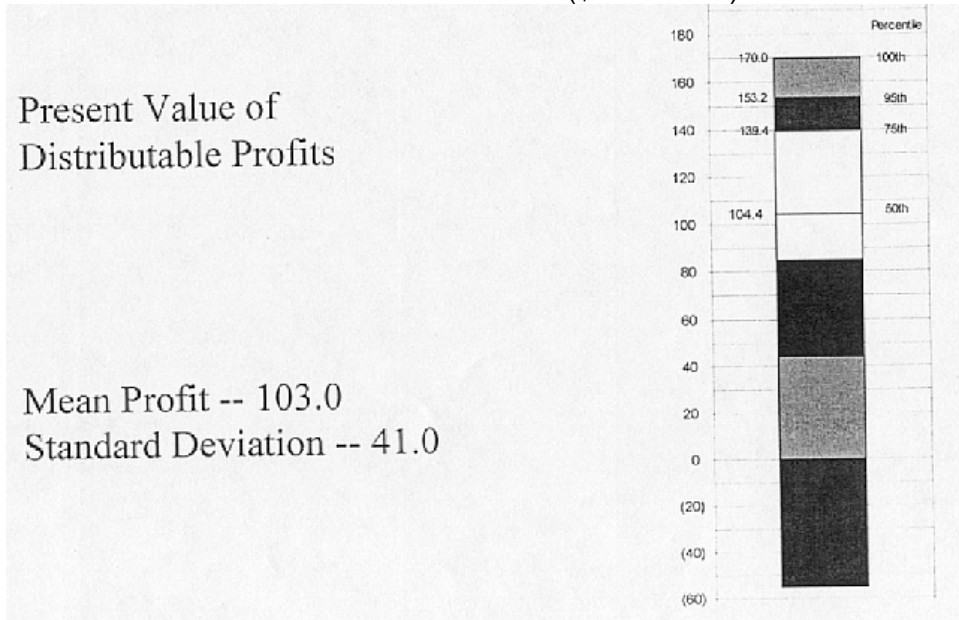 Percentile
180
170.0 100th
160
153.2 95th
Present Value of
140 139.4 75th
Distributable Profits
120
104.4 50th
100
80
60
40
Mean Profit -- 103.0
20
Standard Deviation -- 41.0
0
(20)
(40)
(60)